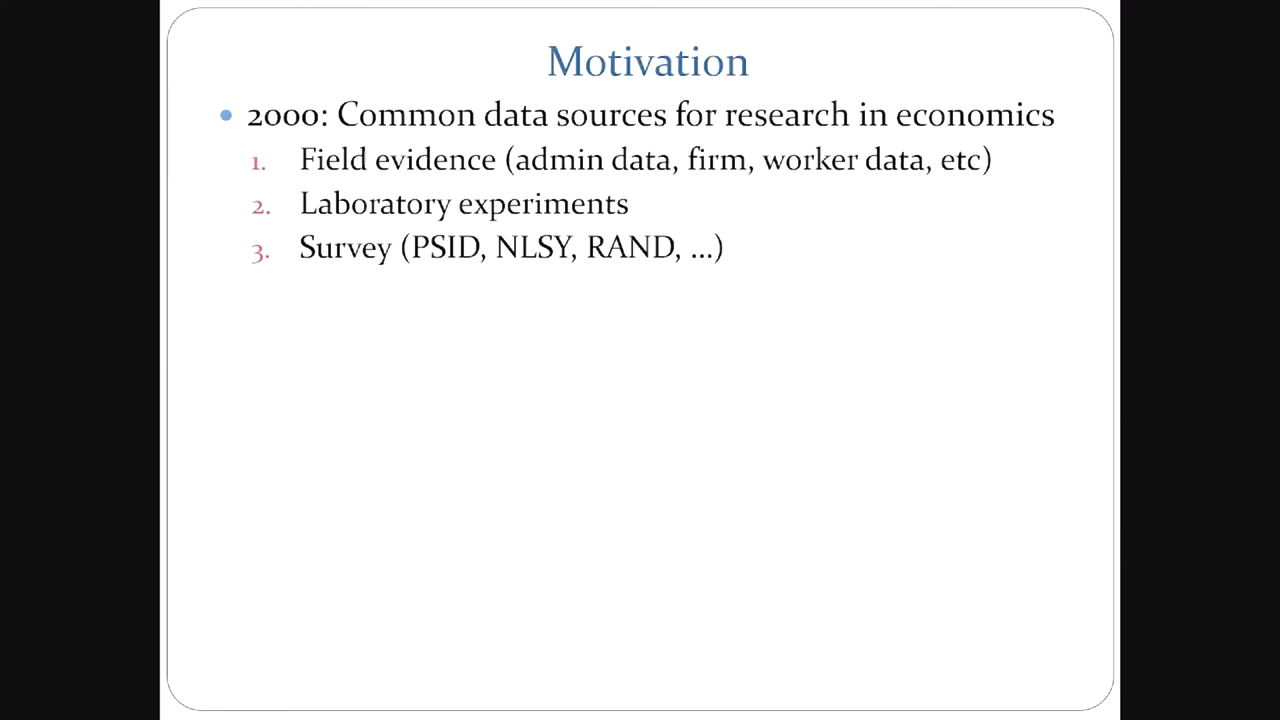 Motivation
• 2000: Common data sources for research in economics
1. Field evidence (admin data, firm, worker data, etc)
2. Laboratory experiments
3. Survey (PSID, NLSY, RAND, ...)